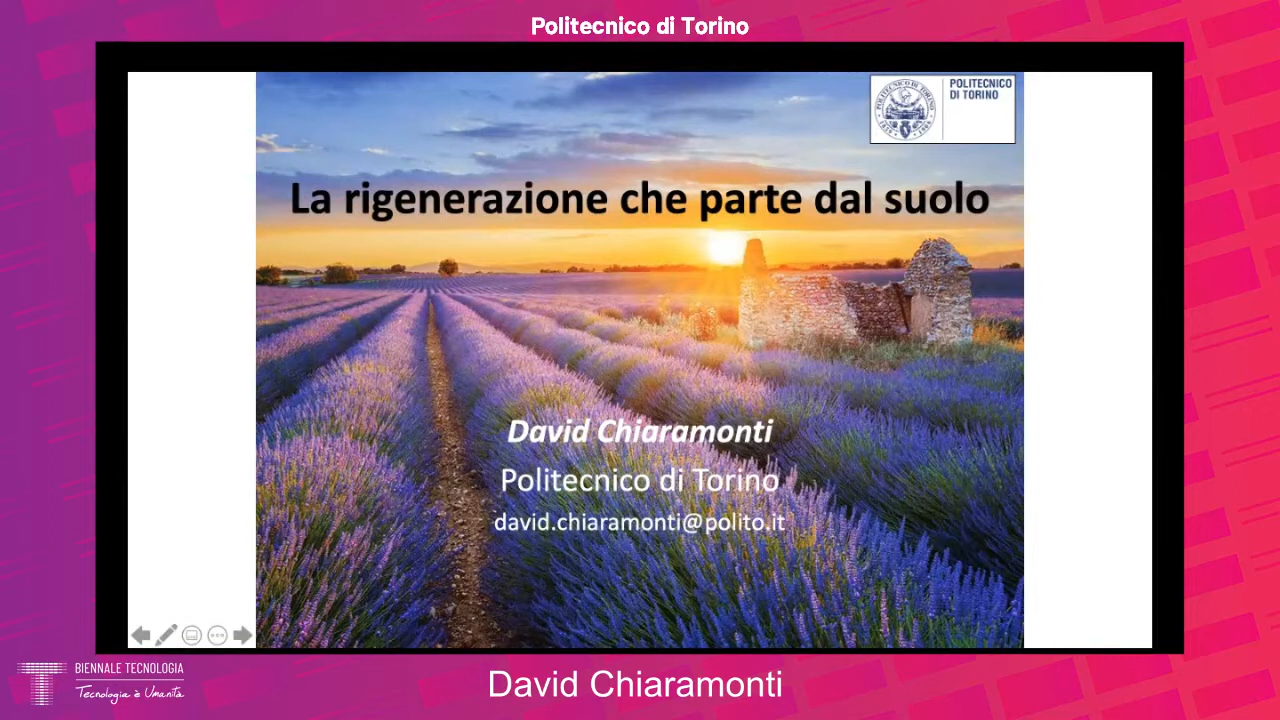 Politecnico di Torino
POLITECNICO
DI TORINO
La rigenerazione che parte dal suolo
David Chiaramonti
Politecnico di Torino
david.chiaramonti@polito.it
BIENNALE TECNOLOGIA
Tecnologia è Umanità
David Chiaramonti